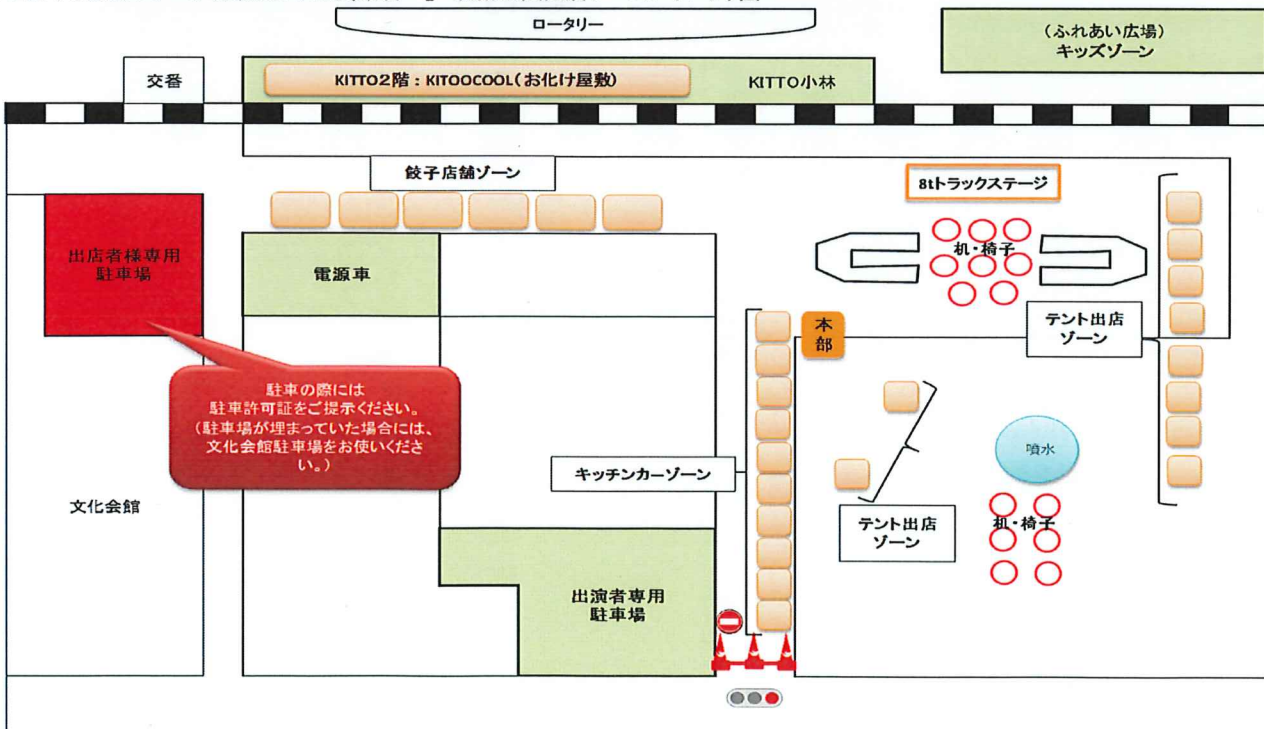 ロータリー
(ふれあい広場)
キッズゾーン
交番
KITTO2階:KITOOCOOL(お化け屋敷)
KITTO小林
餃子店舗ゾーン
8tトラックステージ
出店者様専用
駐車場
電源車
机・椅子
本
部
テント出店
ゾーン
駐車の際には
駐車許可証をご提示ください。
(駐車場が埋まっていた場合には、
文化会館駐車場をお使いくださ
い。)
噴水
キッチンカーゾーン
文化会館
テント出店
ゾーン
机・椅子
出演者専用
駐車場